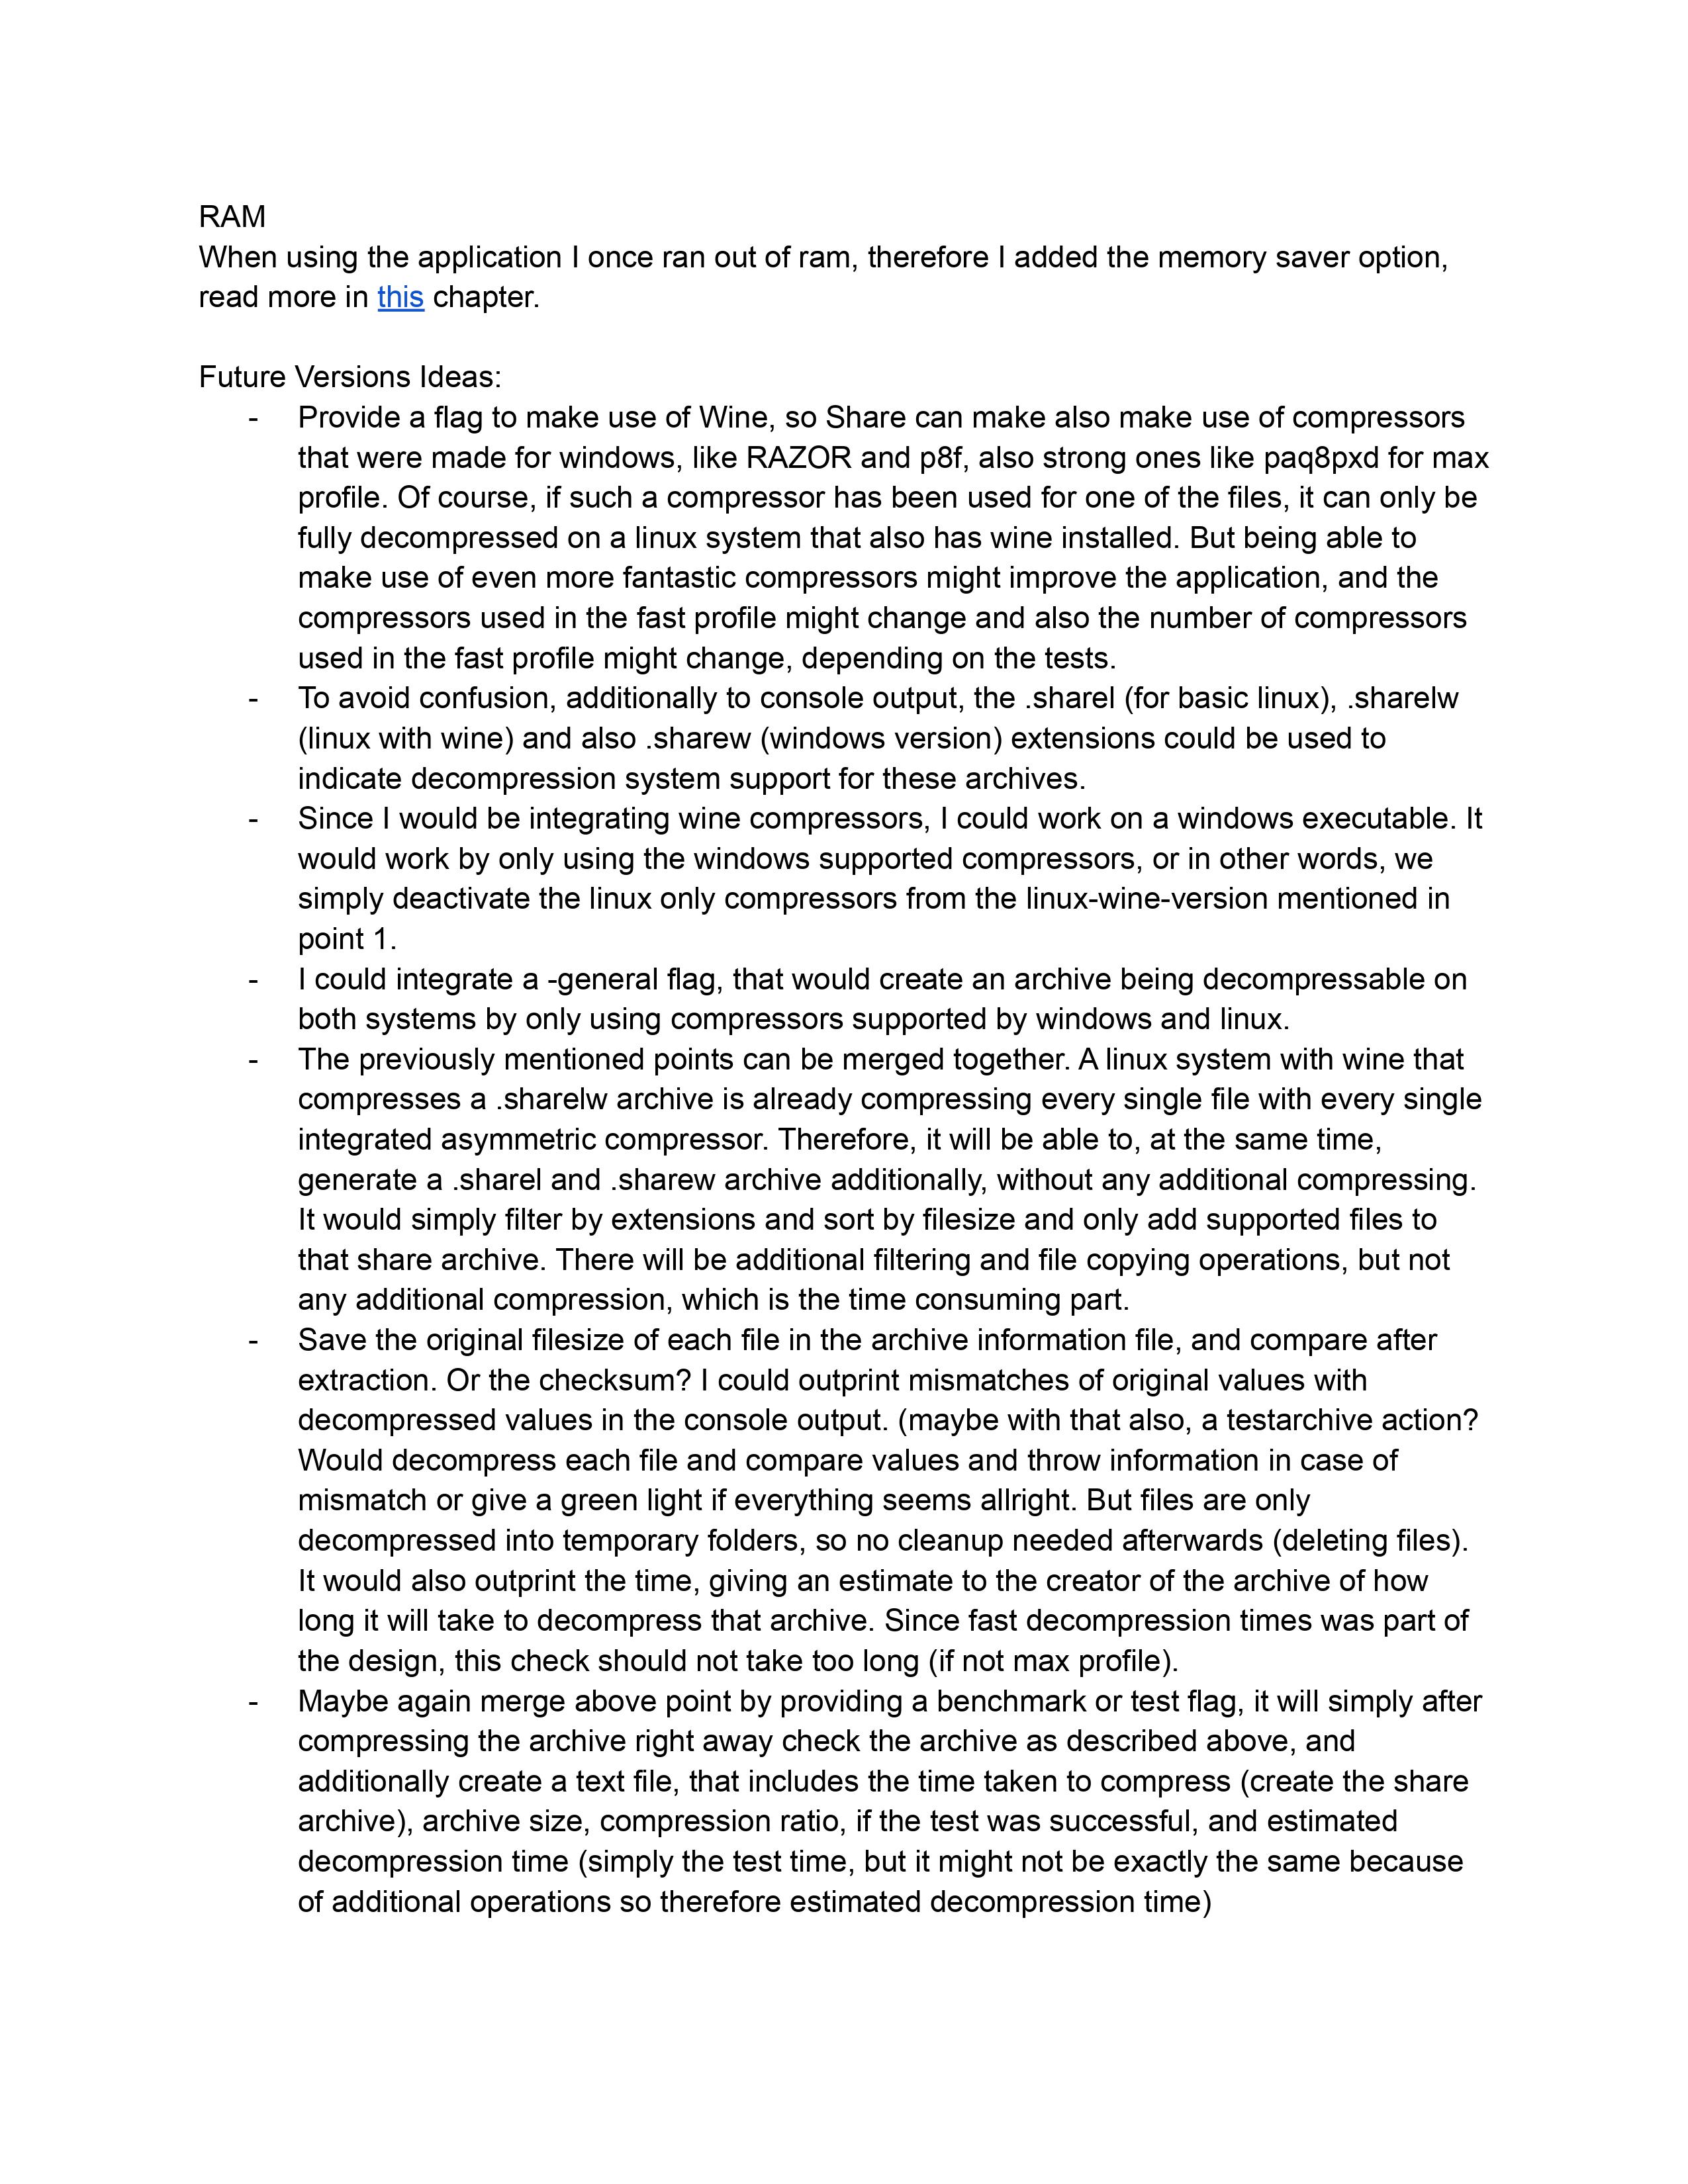 RAM
When using the application I once ran out of ram, therefore I added the memory saver option,
read more in this chapter.
Future Versions Ideas:
- Provide a flag to make use of Wine, so Share can make also make use of compressors
that were made for windows, like RAZOR and p8f, also strong ones like paq8pxd for max
profile. Of course, if such a compressor has been used for one of the files, it can only be
fully decompressed on a linux system that also has wine installed. But being able to
make use of even more fantastic compressors might improve the application, and the
compressors used in the fast profile might change and also the number of compressors
used in the fast profile might change, depending on the tests.
- To avoid confusion, additionally to console output, the .sharel (for basic linux), .sharelw
(linux with wine) and also .sharew (windows version) extensions could be used to
indicate decompression system support for these archives.
- Since I would be integrating wine compressors, I could work on a windows executable. It
would work by only using the windows supported compressors, or in other words, we
simply deactivate the linux only compressors from the linux-wine-version mentioned in
point 1.
- I could integrate a -general flag, that would create an archive being decompressable on
both systems by only using compressors supported by windows and linux.
- The previously mentioned points can be merged together. A linux system with wine that
compresses a .sharelw archive is already compressing every single file with every single
integrated asymmetric compressor. Therefore, it will be able to, at the same time,
generate a .sharel and .sharew archive additionally, without any additional compressing.
It would simply filter by extensions and sort by filesize and only add supported files to
that share archive. There will be additional filtering and file copying operations, but not
any additional compression, which is the time consuming part.
- Save the original filesize of each file in the archive information file, and compare after
extraction. Or the checksum? I could outprint mismatches of original values with
decompressed values in the console output. (maybe with that also, a testarchive action?
Would decompress each file and compare values and throw information in case of
mismatch or give a green light if everything seems allright. But files are only
decompressed into temporary folders, so no cleanup needed afterwards (deleting files).
It would also outprint the time, giving an estimate to the creator of the archive of how
long it will take to decompress that archive. Since fast decompression times was part of
the design, this check should not take too long (if not max profile).
- Maybe again merge above point by providing a benchmark or test flag, it will simply after
compressing the archive right away check the archive as described above, and
additionally create a text file, that includes the time taken to compress (create the share
archive), archive size, compression ratio, if the test was successful, and estimated
decompression time (simply the test time, but it might not be exactly the same because
of additional operations so therefore estimated decompression time)